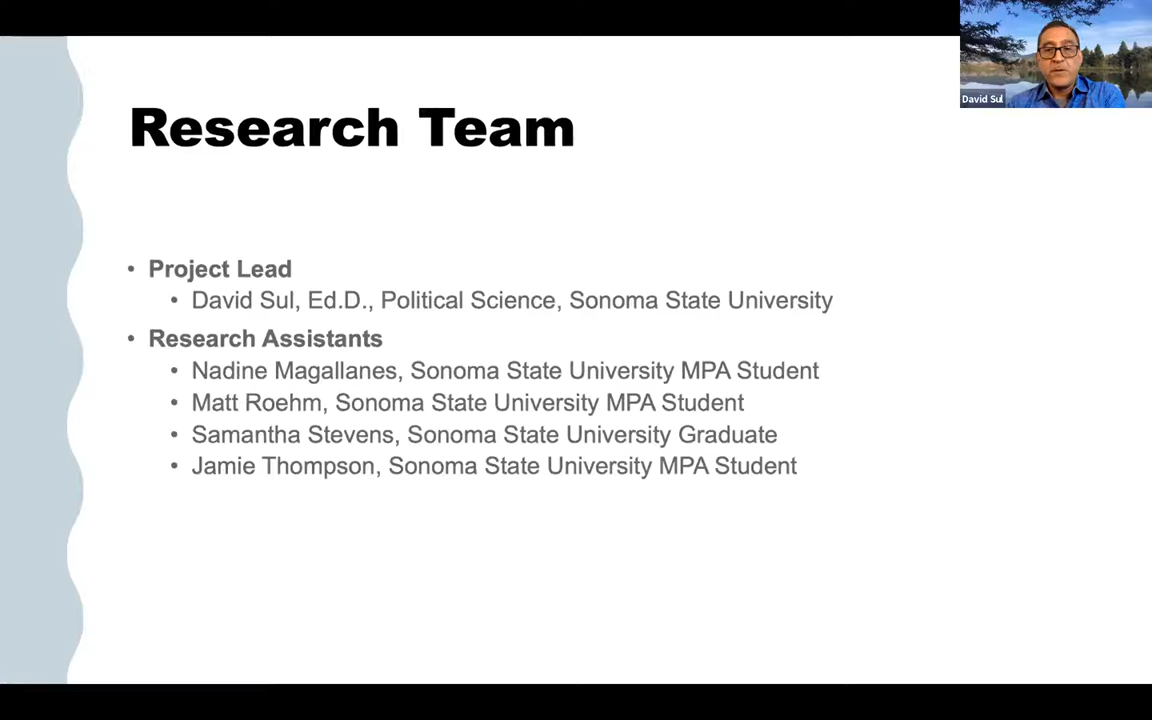 David Sul
Research Team
• Project Lead
• David Sul, Ed.D., Political Science, Sonoma State University
• Research Assistants
• Nadine Magallanes, Sonoma State University MPA Student
• Matt Roehm, Sonoma State University MPA Student
• Samantha Stevens, Sonoma State University Graduate
• Jamie Thompson, Sonoma State University MPA Student